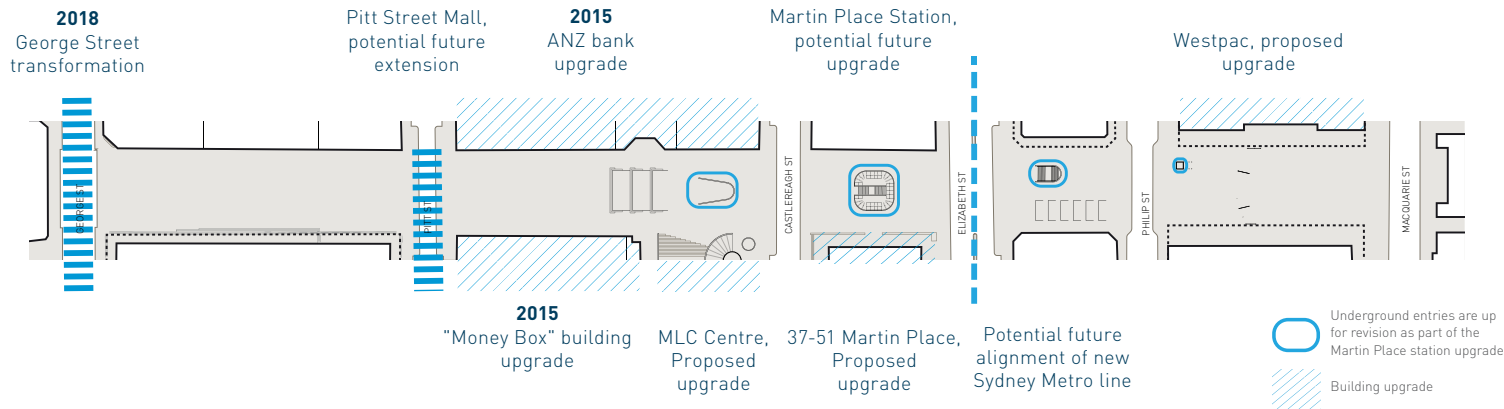 2018
George Street
transformation
Pitt Street Mall,
potential future
extension
2015
ANZ bank
upgrade
Martin Place Station,
potential future
upgrade
Westpac, proposed
upgrade
GEORGE ST
PITT ST
CASTLEREAGH ST
ELIZABETH ST
PHILIP ST
MACQUARIE ST
2015
"Money Box" building
upgrade
MLC Centre,
Proposed
upgrade
37-51 Martin Place,
Proposed
upgrade
Potential future
alignment of new
Sydney Metro line
Underground entries are up
for revision as part of the
Martin Place station upgrade
Building upgrade